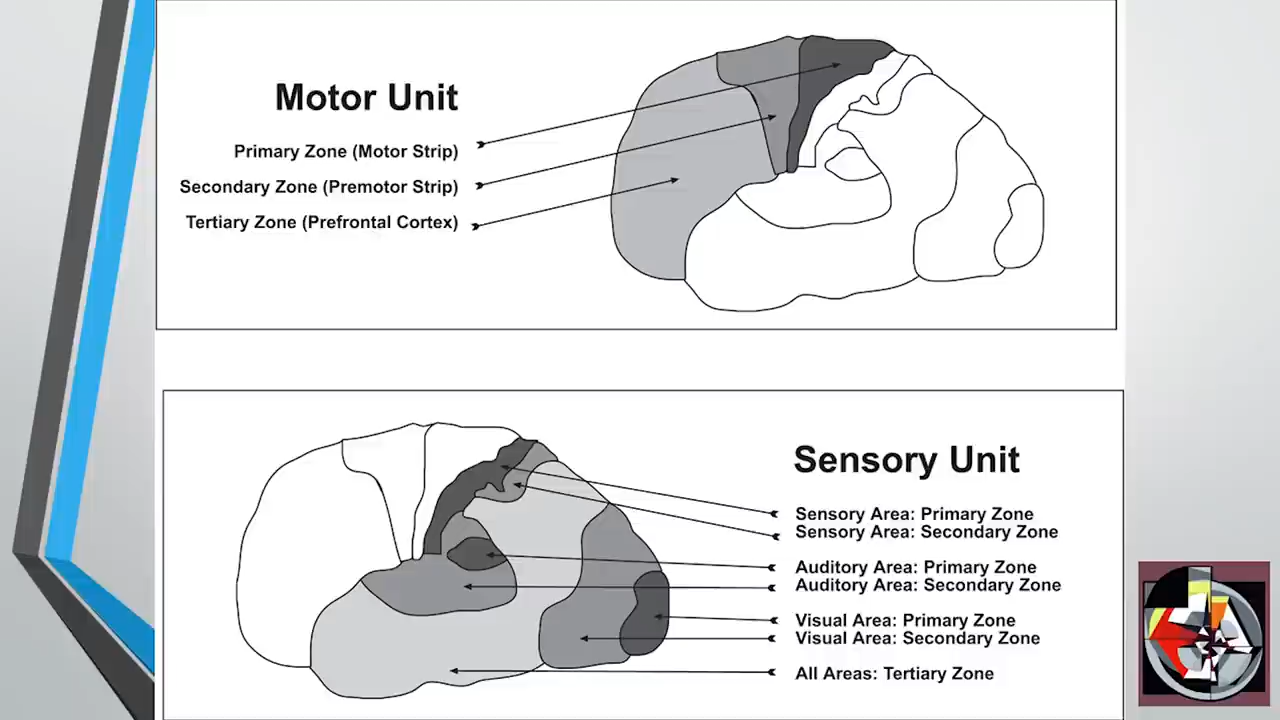 Motor Unit
Primary Zone (Motor Strip)
Secondary Zone (Premotor Strip)
Tertiary Zone (Prefrontal Cortex)
Sensory Unit
Sensory Area: Primary Zone
Sensory Area: Secondary Zone
Auditory Area: Primary Zone
Auditory Area: Secondary Zone
Visual Area: Primary Zone
Visual Area: Secondary Zone
All Areas: Tertiary Zone